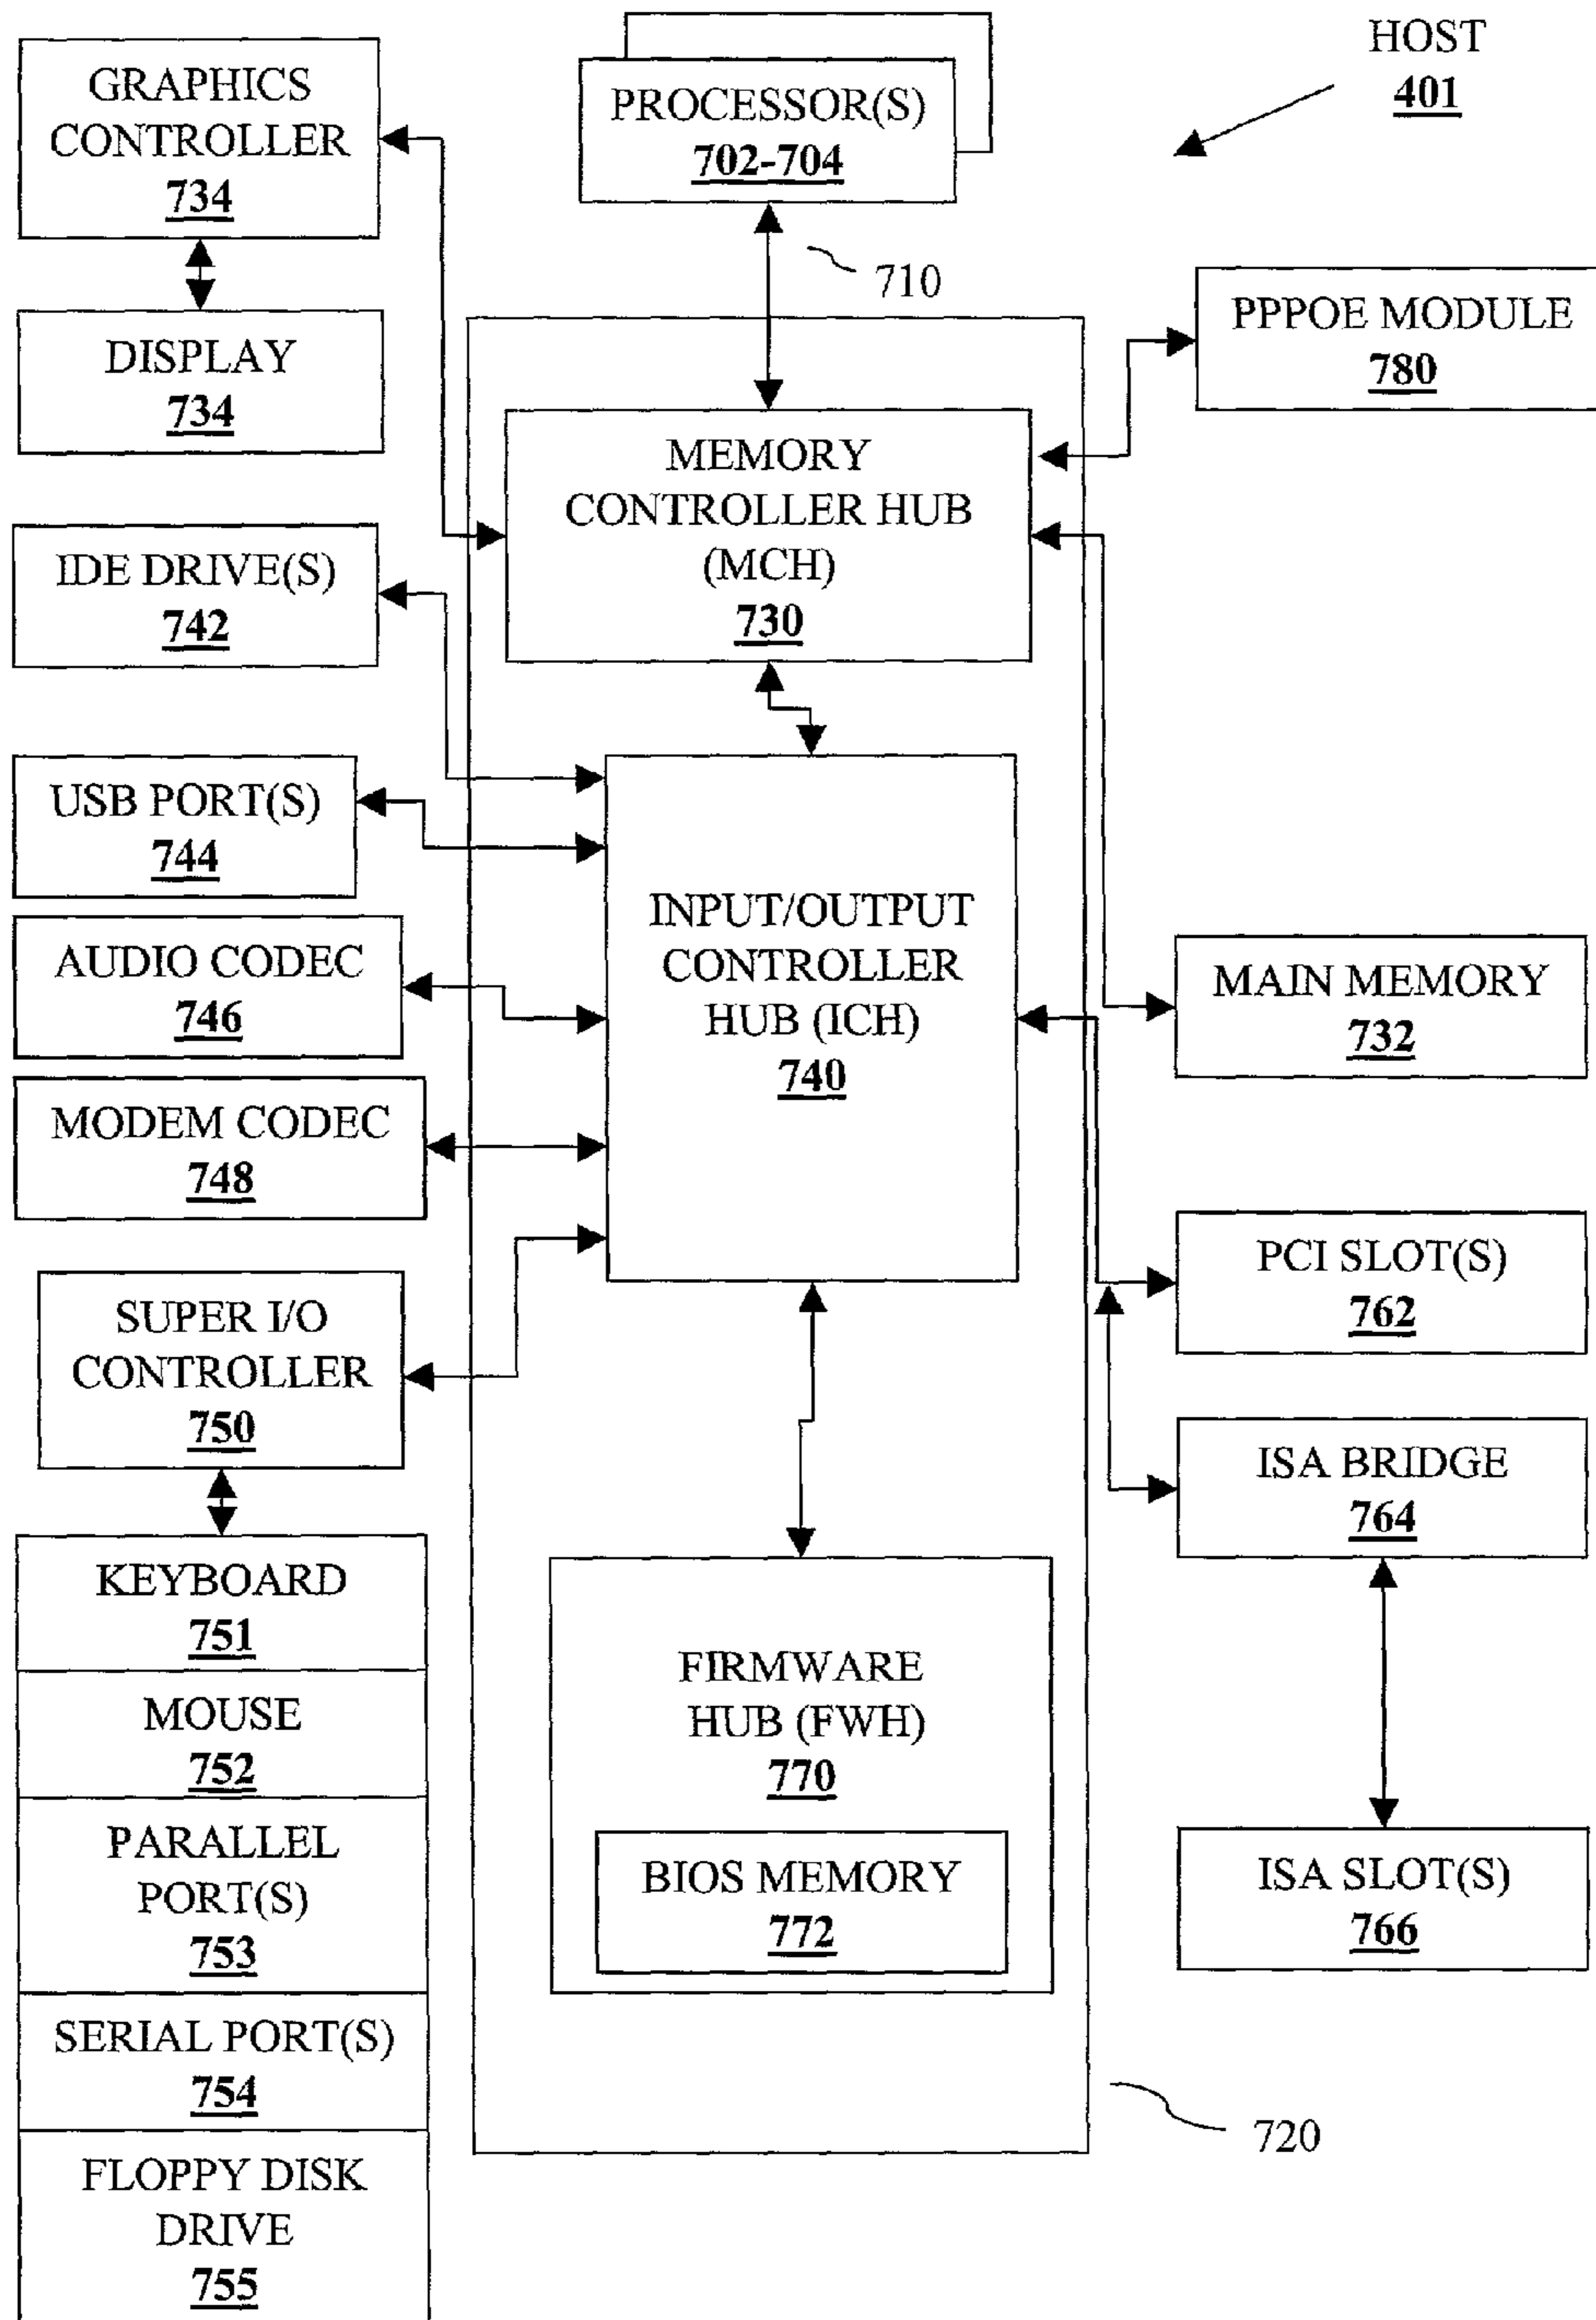 HOST
401
GRAPHICS
CONTROLLER
734
PROCESSOR(S)
702-704
710
DISPLAY
734
PPPOE MODULE
780
MEMORY
CONTROLLER HUB
(MCH)
730
IDE DRIVE(S)
742
USB PORT(S)
744
AUDIO CODEC
746
MODEM CODEC
748
INPUT/OUTPUT
CONTROLLER
HUB (ICH)
740
MAIN MEMORY
732
PCI SLOT(S)
762
SUPER I/O
CONTROLLER
750
ISA BRIDGE
764
KEYBOARD
751
MOUSE
752
PARALLEL
PORT(S)
753
SERIAL PORT(S)
754
FLOPPY DISK
DRIVE
755
FIRMWARE
HUB (FWH)
770
BIOS MEMORY
772
ISA SLOT(S)
766
720